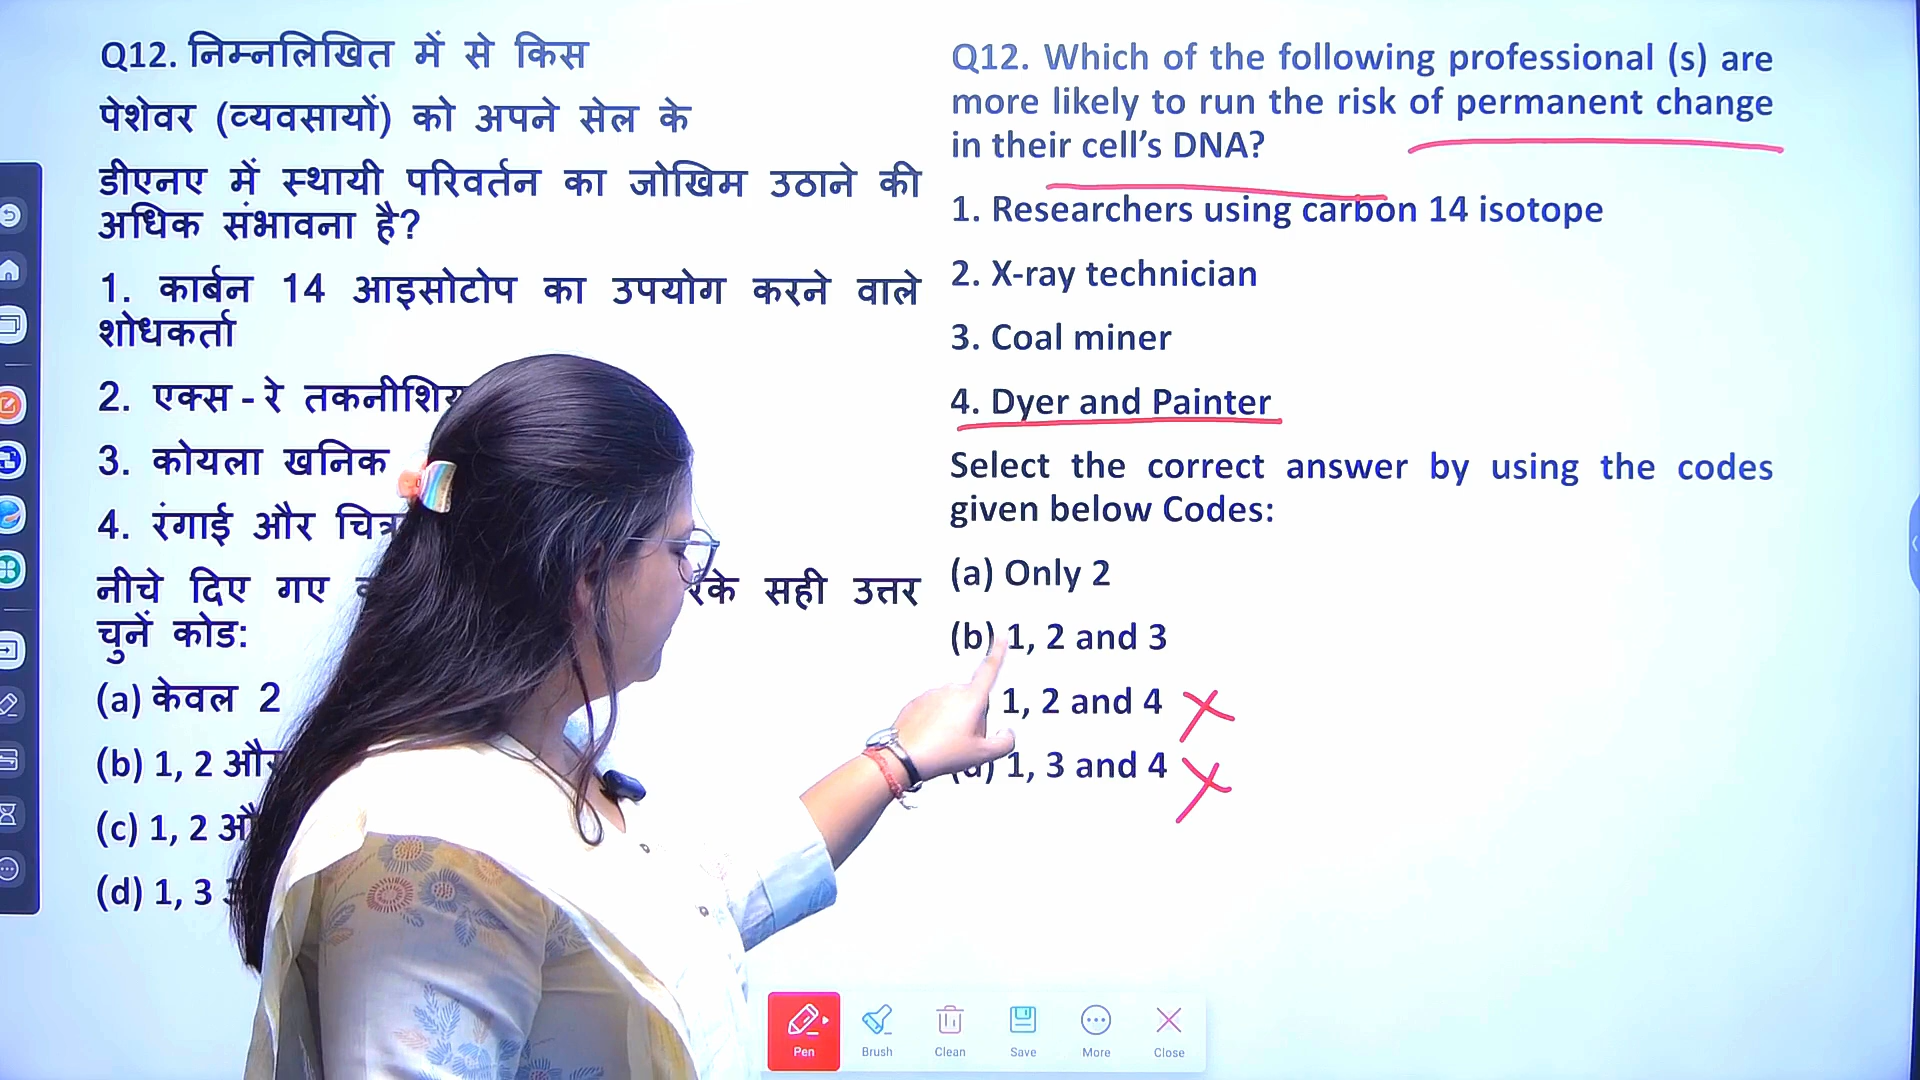 Q12. निम्नलिखित में से किस
पेशेवर (व्यवसायों) को अपने सेल के
डीएनए में स्थायी परिवर्तन का जोखिम उठाने की
अधिक संभावना है?
1. कार्बन 14 आइसोटोप का उपयोग करने वाले
शोधकर्ता
2. एक्स-रे
3. कोयला खनिक
4. रंगाई और
नीचे दिए गए सही उत्तर
चुनें कोड:
(a) केवल 2
(b) 1, 2
(c) 1, 2
(d) 1, 3
Q12. Which of the following professional (s) are
more likely to run the risk of permanent change
in their cell's DNA?
1. Researchers using carbon 14 isotope
2. X-ray technician
3. Coal miner
4. Dyer and Painter
Select the correct answer by using the codes
given below Codes:
(a) Only 2
(b) 1, 2 and 3
1, 2 and 4
(d) 1, 3 and 4
Pen Brush Clean Save More Close